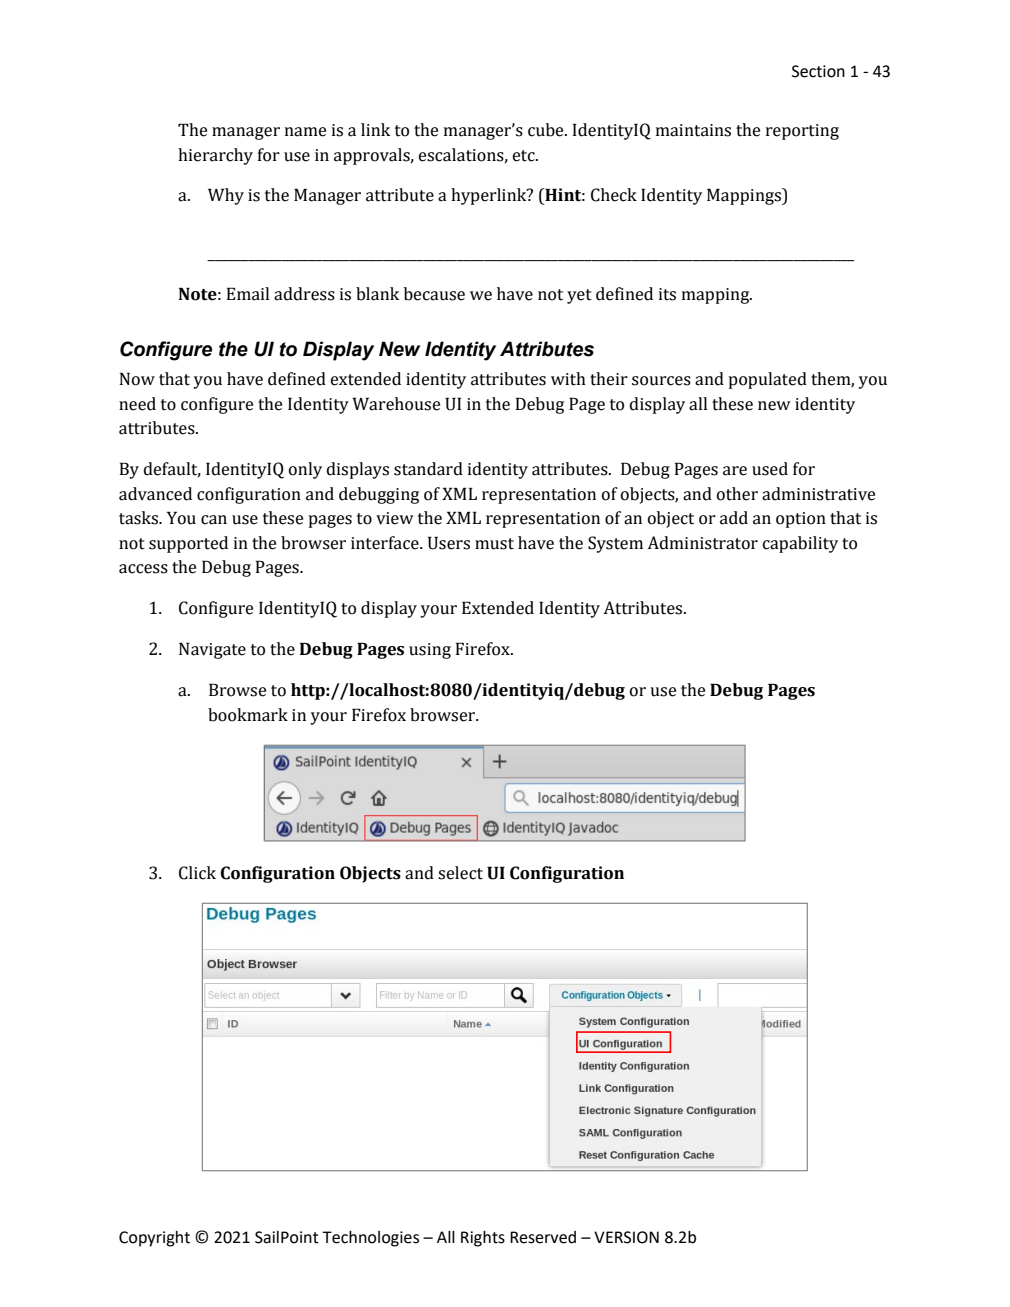 Section 1 - 43
The manager name is a link to the manager's cube. IdentityIQ maintains the reporting
hierarchy for use in approvals, escalations, etc.
a. Why is the Manager attribute a hyperlink? (Hint: Check Identity Mappings)
Note: Email address is blank because we have not yet defined its mapping.
Configure the UI to Display New Identity Attributes
Now that you have defined extended identity attributes with their sources and populated them, you
need to configure the Identity Warehouse UI in the Debug Page to display all these new identity
attributes.
By default, IdentityIQ only displays standard identity attributes. Debug Pages are used for
advanced configuration and debugging of XML representation of objects, and other administrative
tasks. You can use these pages to view the XML representation of an object or add an option that is
not supported in the browser interface. Users must have the System Administrator capability to
access the Debug Pages.
1. Configure IdentityIQ to display your Extended Identity Attributes.
2. Navigate to the Debug Pages using Firefox.
a. Browse to http://localhost:8080/identityiq/debug or use the Debug Pages
bookmark in your Firefox browser.
SailPoint IdentityIQ × +
localhost:8080/identityiq/debug
IdentityIQ Debug Pages IdentityIQ Javadoc
3. Click Configuration Objects and select UI Configuration
Debug Pages
Object Browser
Select an object Filter by Name or ID Configuration Objects |
ID Name Modified
System Configuration
UI Configuration
Identity Configuration
Link Configuration
Electronic Signature Configuration
SAML Configuration
Reset Configuration Cache
Copyright © 2021 SailPoint Technologies – All Rights Reserved – VERSION 8.2b